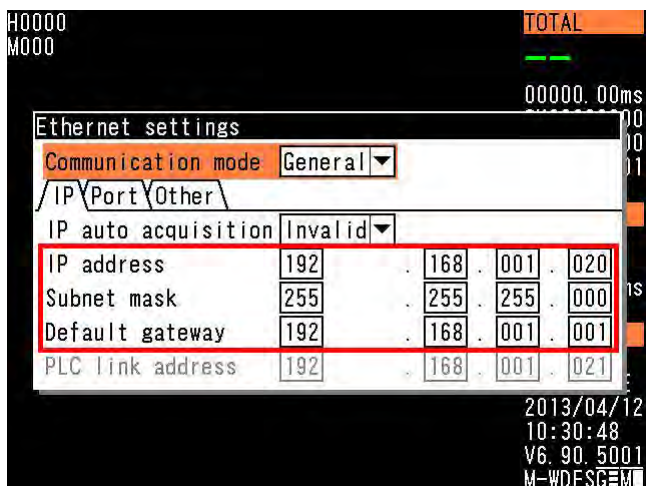 H0000
M000
TOTAL
--
00000. 00ms
Ethernet settings
Communication mode General
IP Port Other
IP auto acquisition Invalid
IP address 192 . 168 . 001 . 020
Subnet mask 255 . 255 . 255 . 000
Default gateway 192 . 168 . 001 . 001
PLC link address 192 . 168 . 001 . 021
2013/04/12
10:30:48
V6. 90. 5001